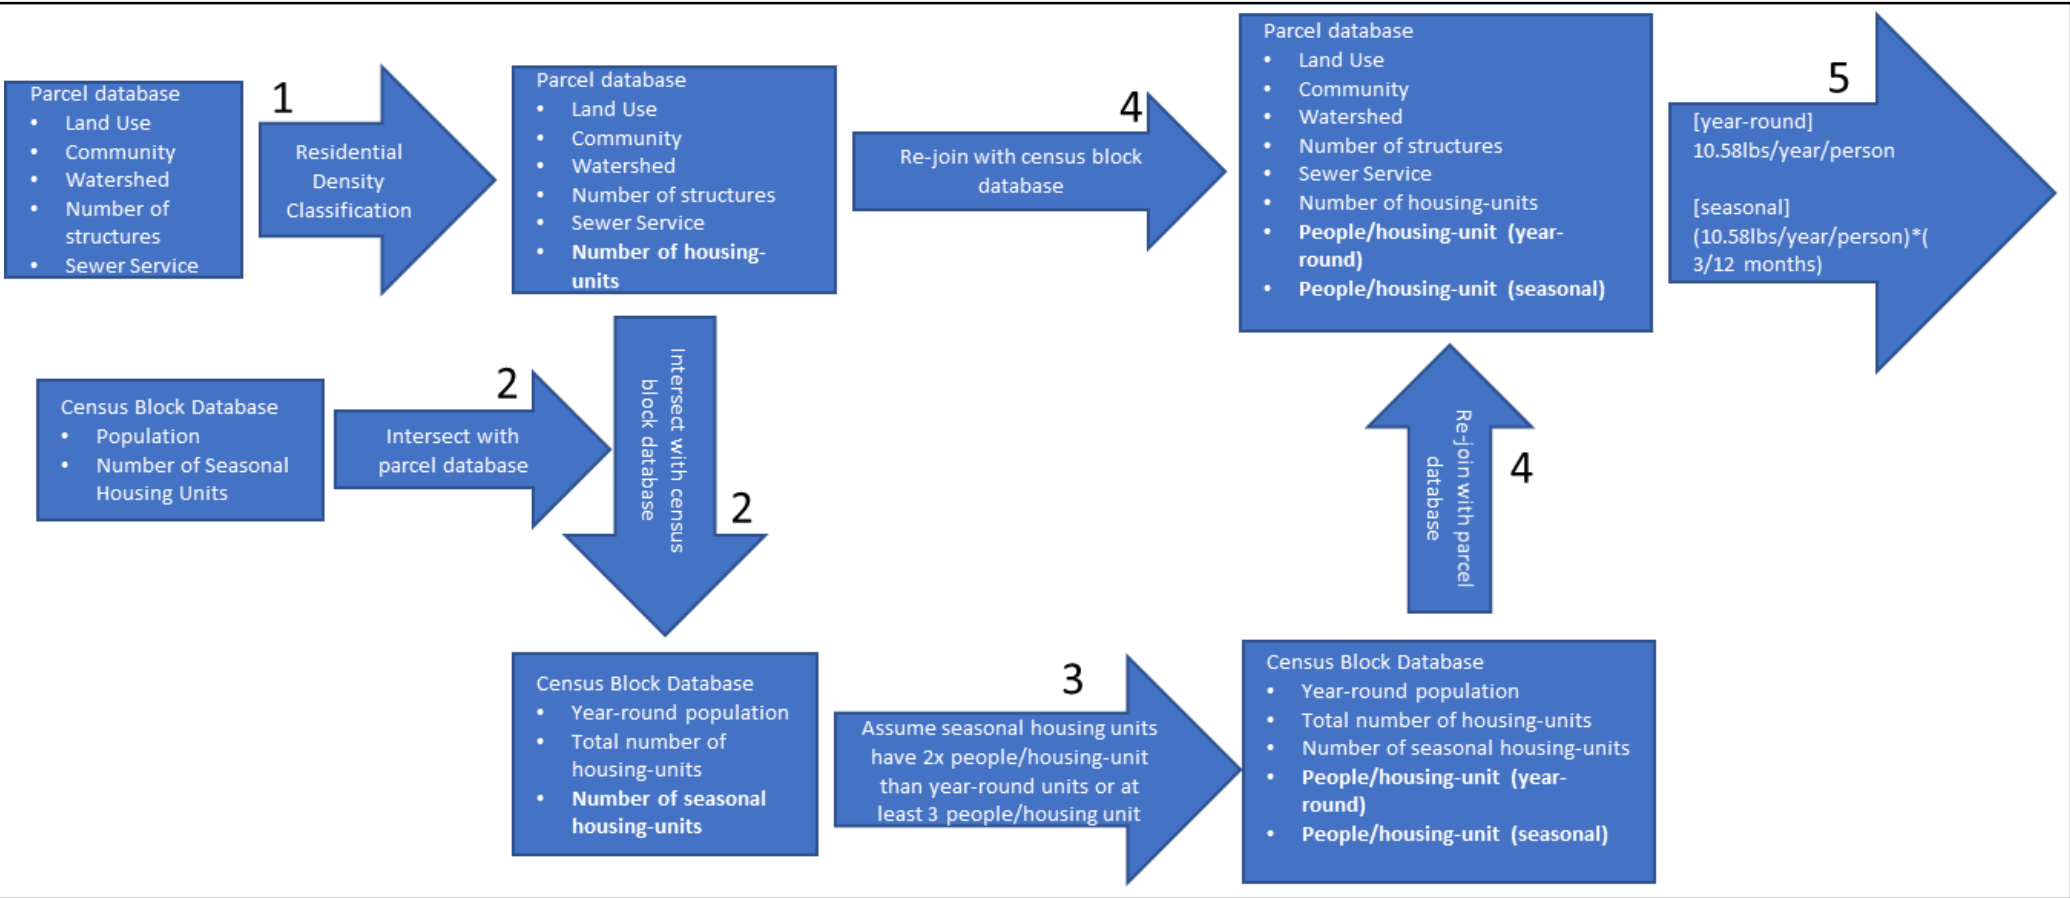 Parcel database
• Land Use
• Community
• Watershed
• Number of
structures
• Sewer Service
1
Residential
Density
Classification
Parcel database
• Land Use
• Community
• Watershed
• Number of structures
• Sewer Service
• Number of housing-
units
4
Re-join with census block
database
Parcel database
• Land Use
• Community
• Watershed
• Number of structures
• Sewer Service
• Number of housing-units
• People/housing-unit (year-
round)
• People/housing-unit (seasonal)
5
[year-round]
10.58lbs/year/person
[seasonal]
(10.58lbs/year/person)*(
3/12 months)
Census Block Database
• Population
• Number of Seasonal
Housing Units
2
Intersect with
parcel database
Intersect with census
block database
2
Census Block Database
• Year-round population
• Total number of
housing-units
• Number of seasonal
housing-units
3
Assume seasonal housing units
have 2x people/housing-unit
than year-round units or at
least 3 people/housing unit
Census Block Database
• Year-round population
• Total number of housing-units
• Number of seasonal housing-units
• People/housing-unit (year-
round)
• People/housing-unit (seasonal)
Re-join with parcel
database
4